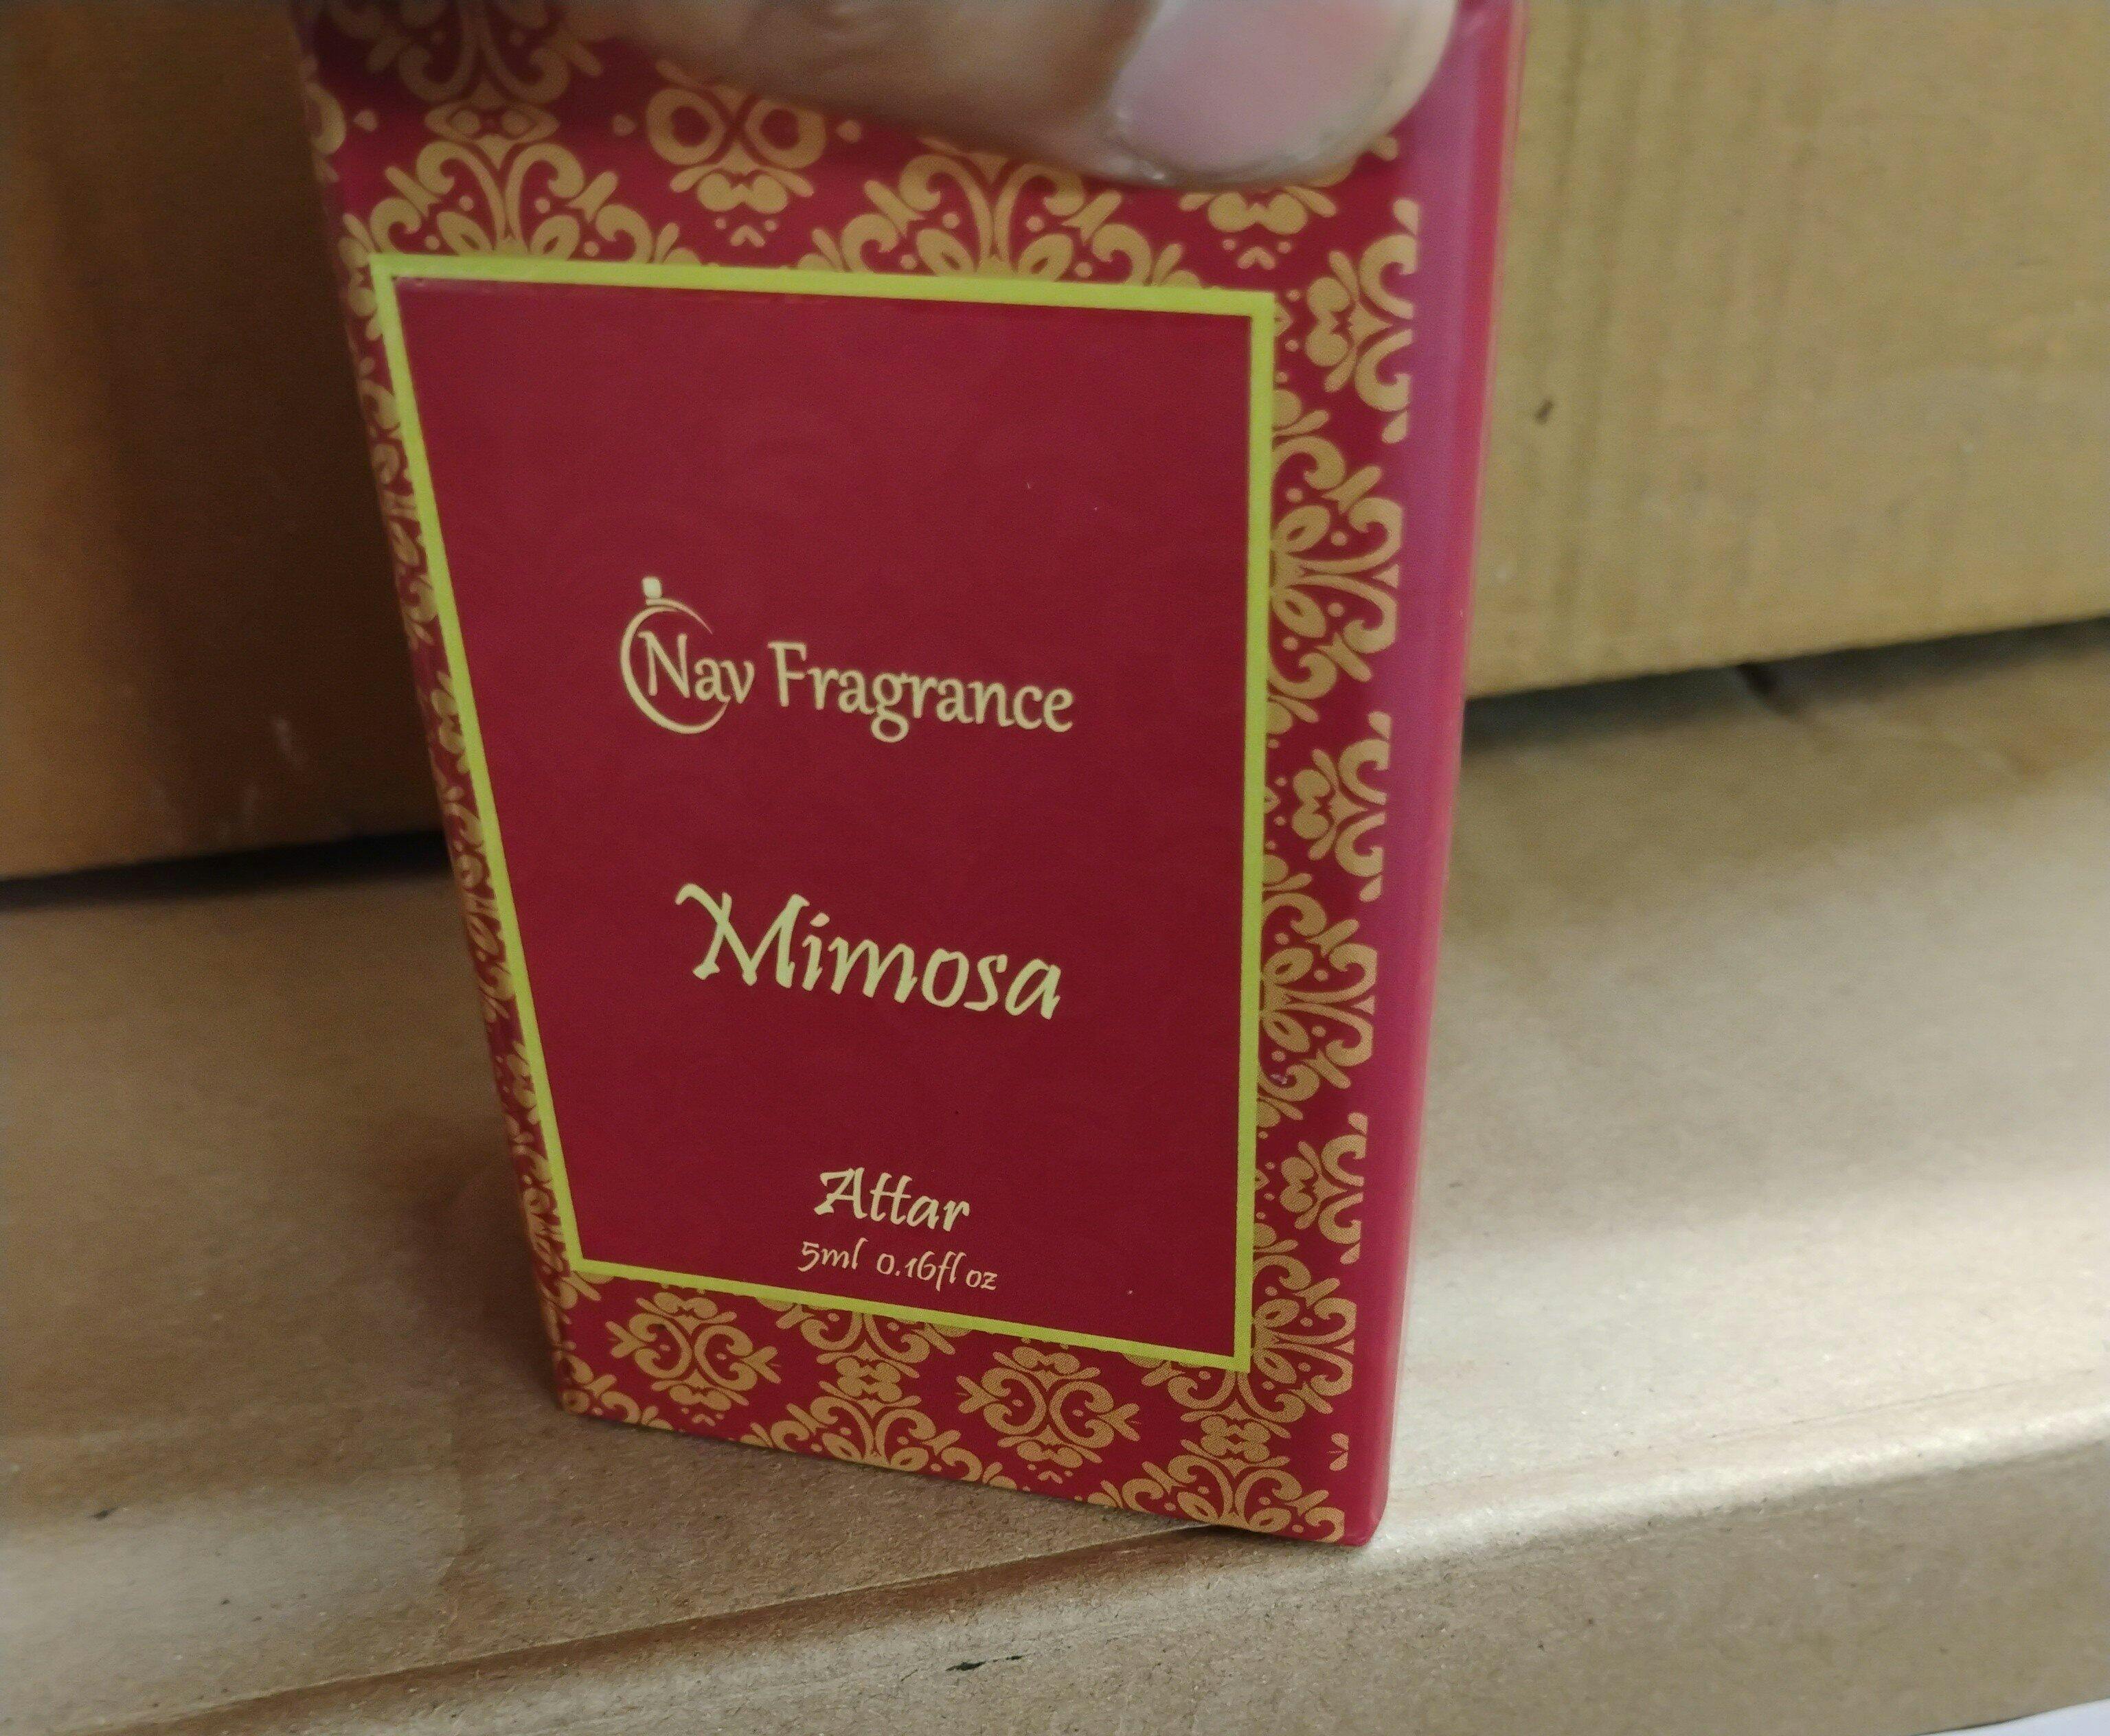 Nav Fragrance
Mimosa
Attar
5ml 0.16fl oz